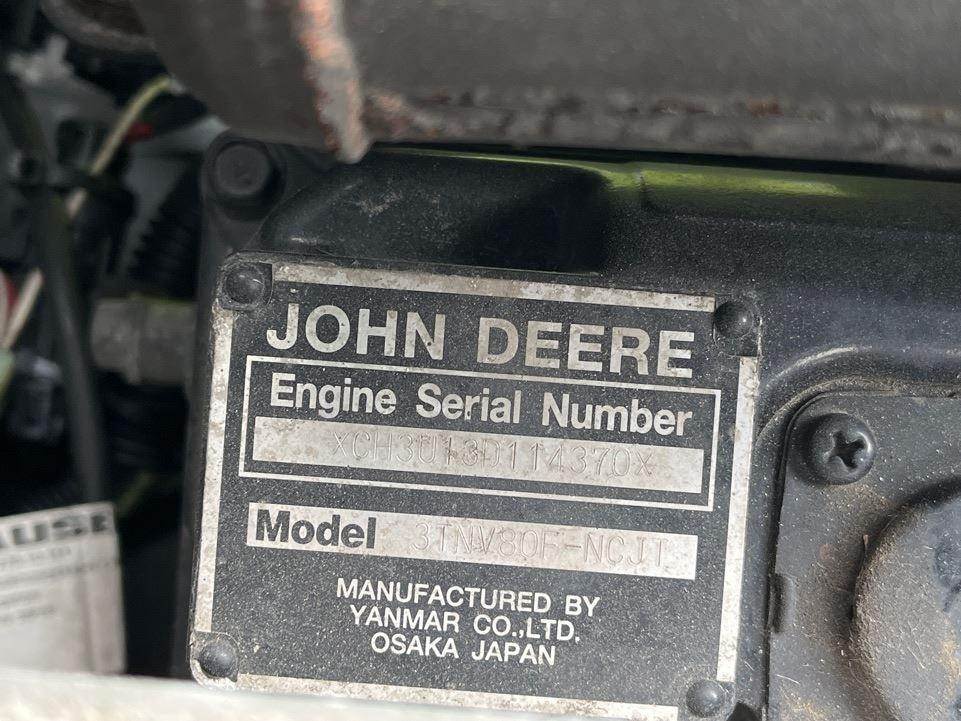 JOHN DEERE
Engine Serial Number
XCH3U13D114370X
Model 3TNV80F-NCJT
MANUFACTURED BY
YANMAR CO.,LTD.
OSAKA JAPAN